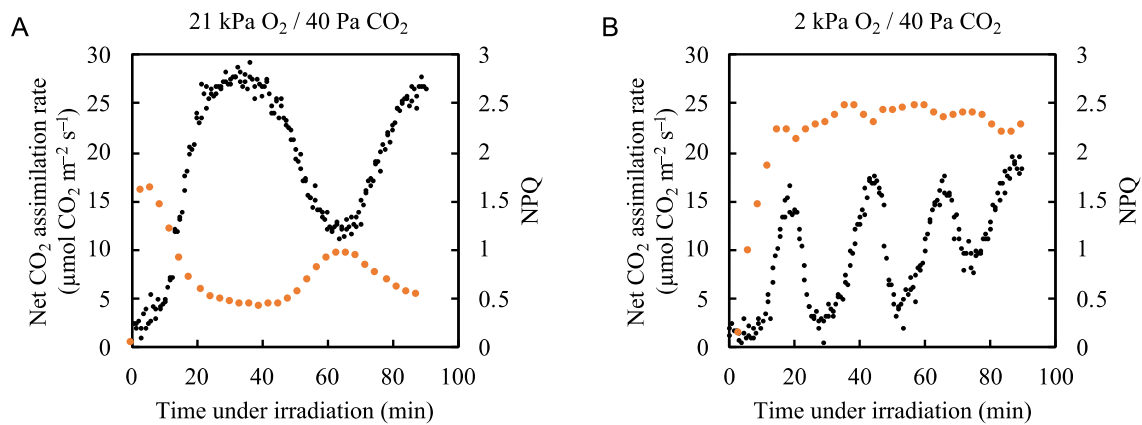 A
21 kPa O₂ / 40 Pa CO₂
Net CO₂ assimilation rate
(μmol CO₂ m⁻² s⁻¹)
30
25
20
15
10
5
0
3
2.5
2
1.5
1
0.5
0
NPQ
0 20 40 60 80 100
Time under irradiation (min)
B
2 kPa O₂ / 40 Pa CO₂
Net CO₂ assimilation rate
(μmol CO₂ m⁻² s⁻¹)
30
25
20
15
10
5
0
3
2.5
2
1.5
1
0.5
0
NPQ
0 20 40 60 80 100
Time under irradiation (min)